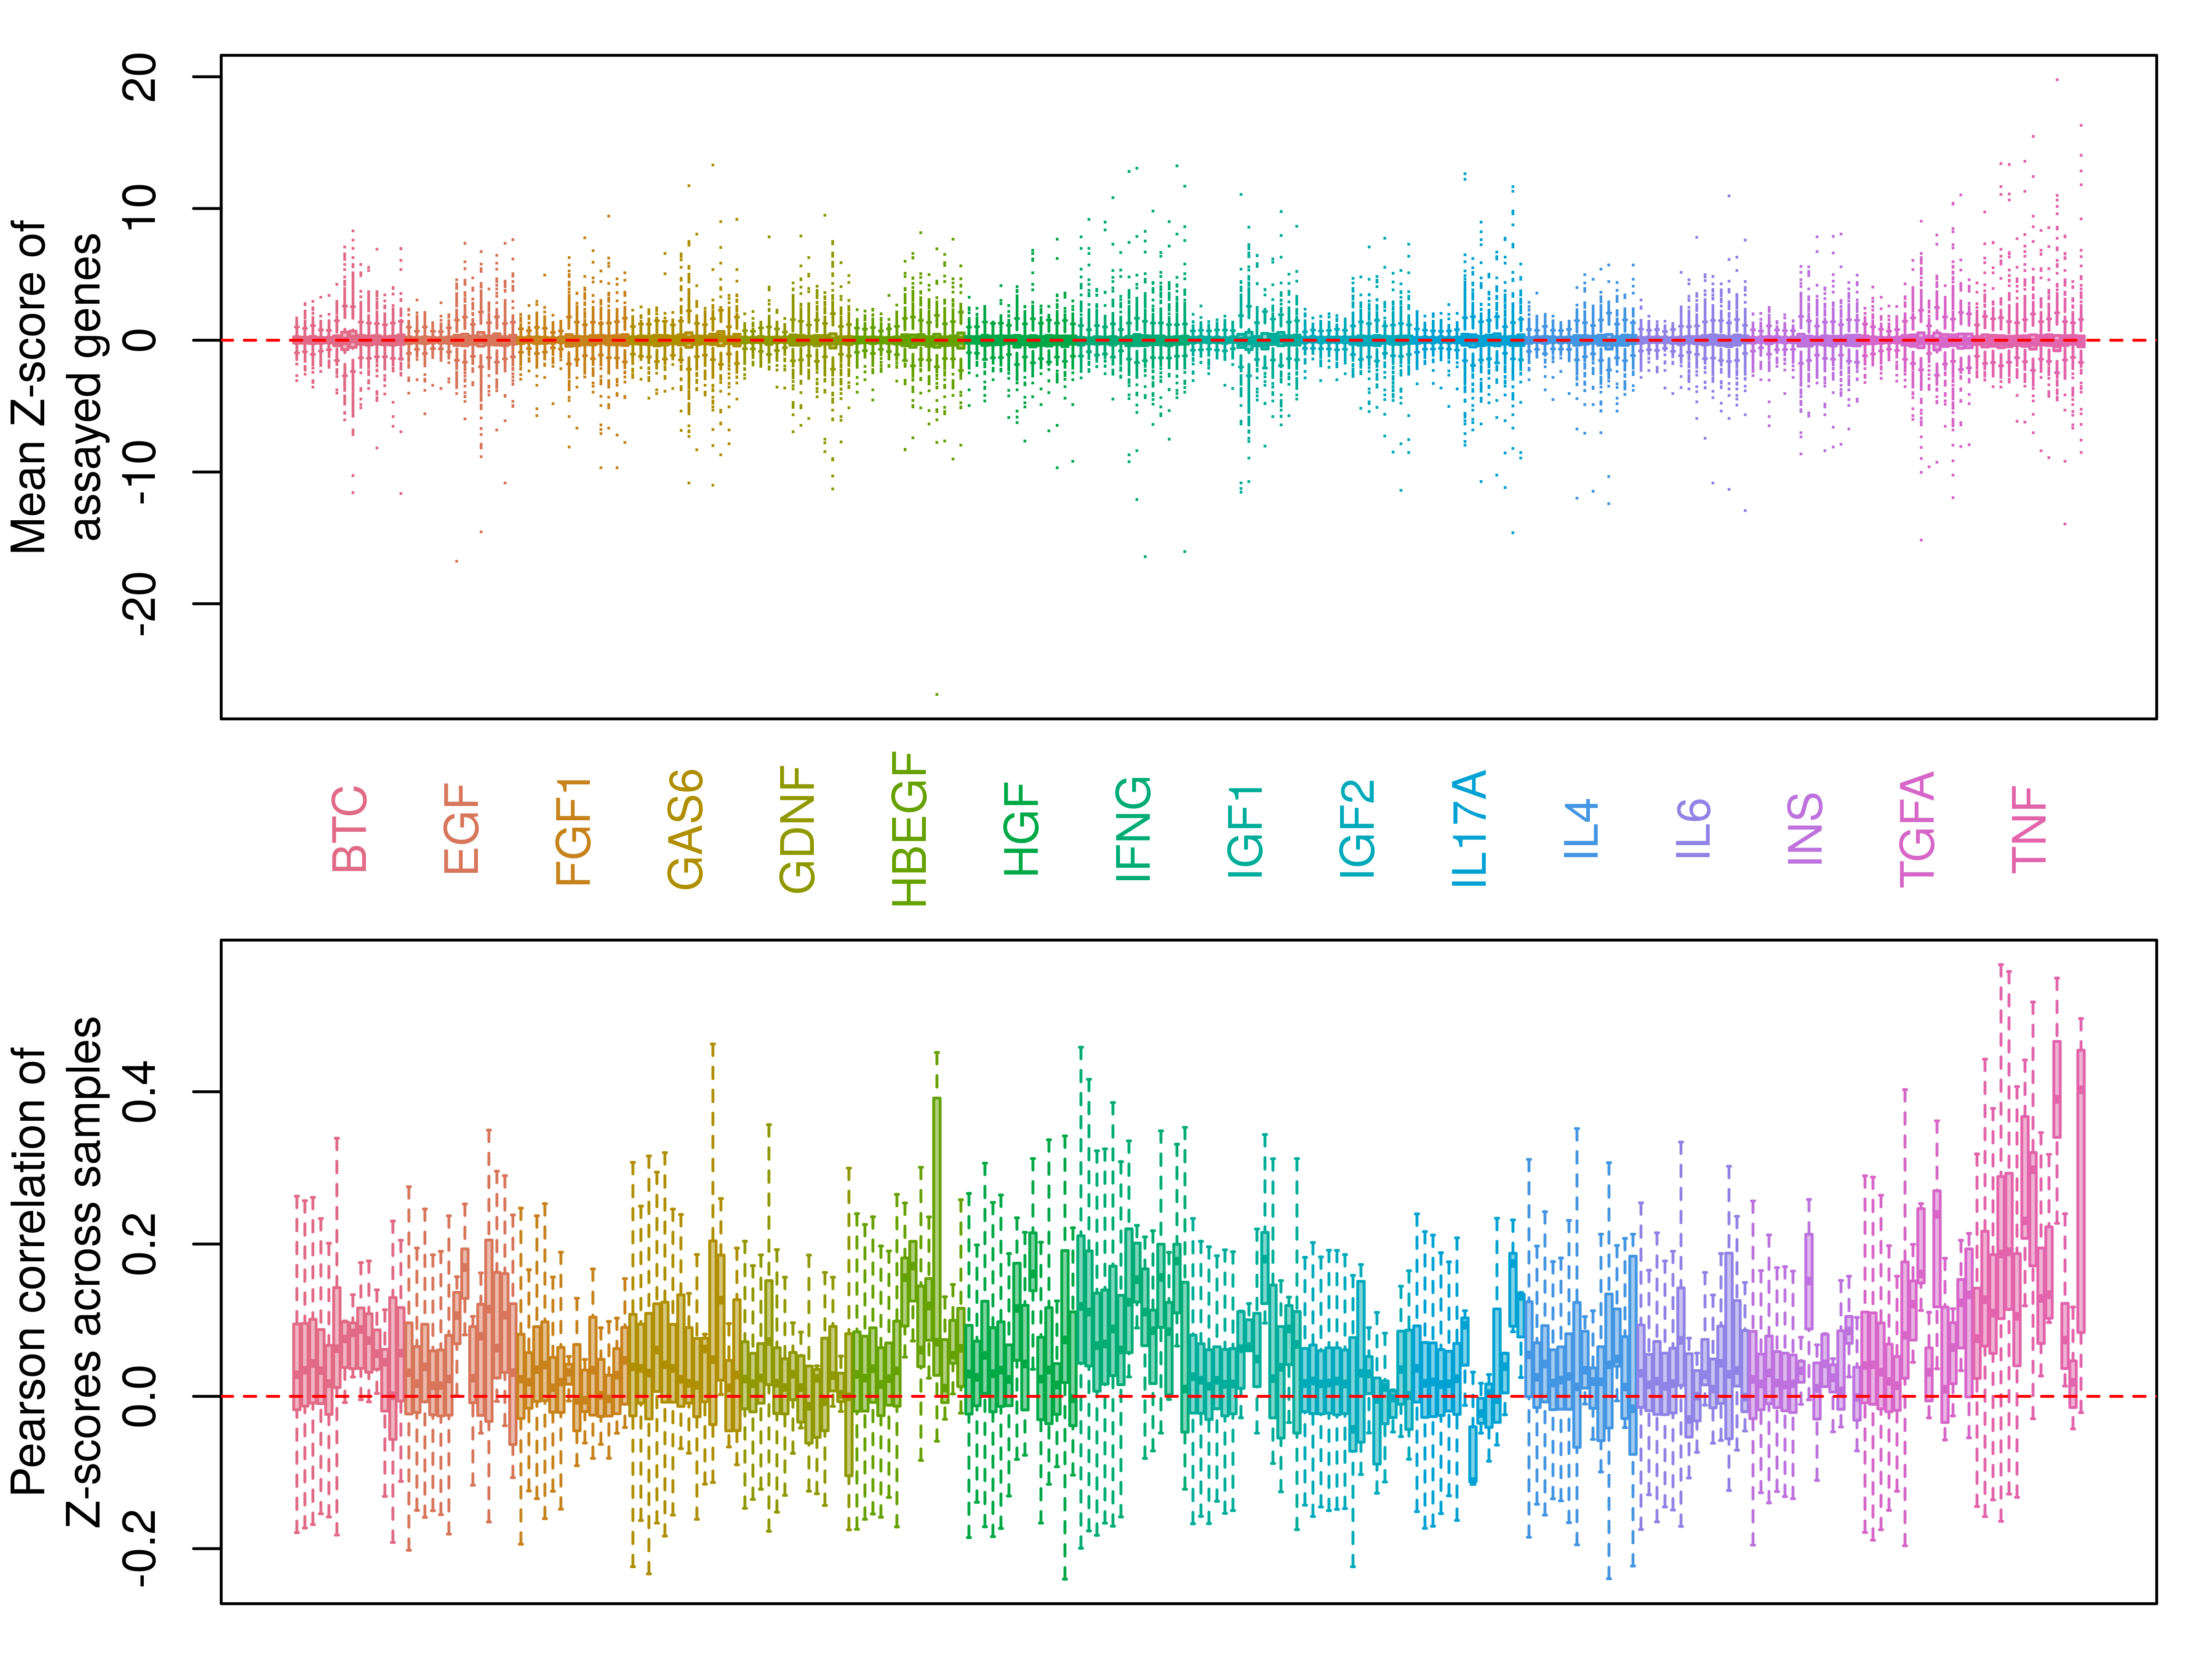 Mean Z-score of
assayed genes
20
10
0
-10
-20
BTC
EGF
FGF1
GAS6
GDNF
HBEGF
HGF
IFNG
IGF1
IGF2
IL17A
IL4
IL6
INS
TGFA
TNF
Pearson correlation of
Z-scores across samples
0.4
0.2
0.0
-0.2